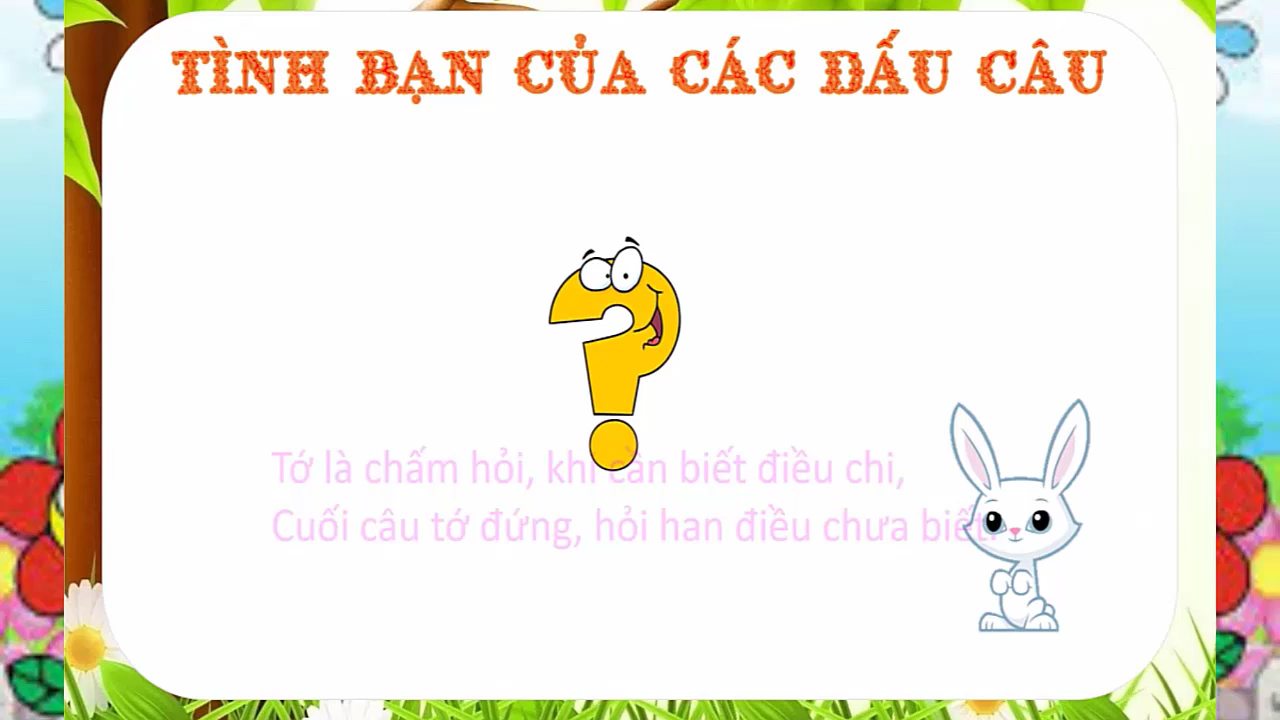 TÌNH BẠN CỦA CÁC DẤU CÂU
?
Tớ là chấm hỏi, khi cần biết điều chi,
Cuối câu tớ đứng, hỏi han điều chưa biết.